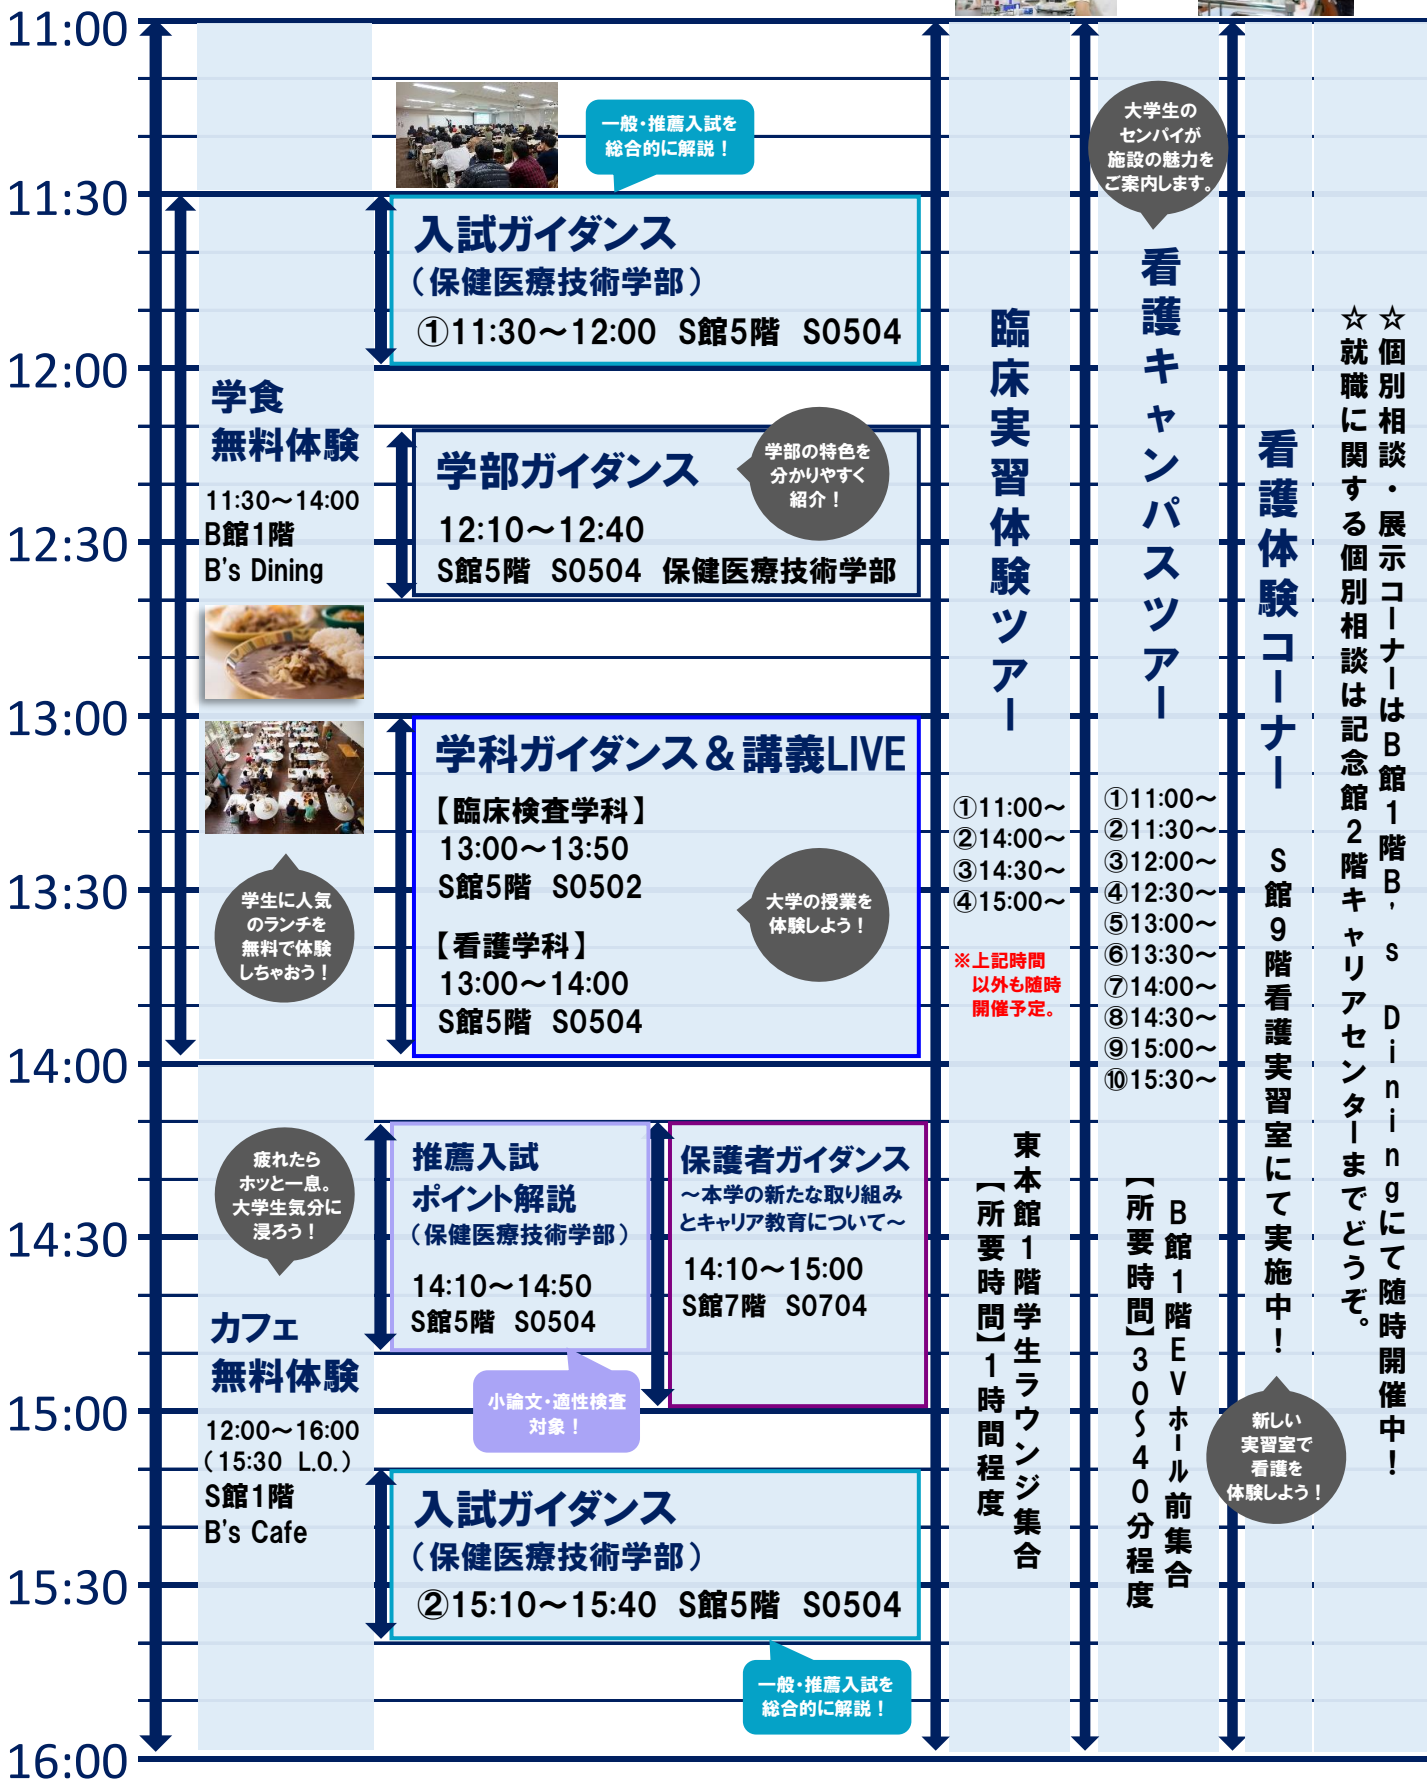 11:00
11:30
12:00
12:30
13:00
13:30
14:00
14:30
15:00
15:30
16:00
学食
無料体験
11:30～14:00
B館1階
B's Dining
学生に人気
のランチを
無料で体験
しちゃおう！
疲れたら
ホッと一息。
大学生気分に
浸ろう！
カフェ
無料体験
12:00～16:00
（15:30 L.O.）
S館1階
B's Cafe
一般・推薦入試を
総合的に解説！
入試ガイダンス
（保健医療技術学部）
①11:30～12:00 S館5階 S0504
学部ガイダンス
12:10～12:40
S館5階 S0504 保健医療技術学部
学部の特色を
分かりやすく
紹介！
学科ガイダンス＆講義LIVE
【臨床検査学科】
13:00～13:50
S館5階 S0502
【看護学科】
13:00～14:00
S館5階 S0504
大学の授業を
体験しよう！
推薦入試
ポイント解説
（保健医療技術学部）
14:10～14:50
S館5階 S0504
小論文・適性検査
対象！
保護者ガイダンス
～本学の新たな取り組み
とキャリア教育について～
14:10～15:00
S館7階 S0704
入試ガイダンス
（保健医療技術学部）
②15:10～15:40 S館5階 S0504
一般・推薦入試を
総合的に解説！
臨床実習体験ツアー
①11:00～
②14:00～
③14:30～
④15:00～
※上記時間
以外も随時
開催予定。
東本館1階学生ラウンジ集合
【所要時間】1時間程度
大学生の
センパイが
施設の魅力を
ご案内します。
看護キャンパスツアー
①11:00～
②11:30～
③12:00～
④12:30～
⑤13:00～
⑥13:30～
⑦14:00～
⑧14:30～
⑨15:00～
⑩15:30～
B館1階EVホール前集合
【所要時間】30～40分程度
看護体験コーナー S館9階看護実習室にて実施中！
新しい
実習室で
看護を
体験しよう！
☆個別相談・展示コーナーはB館1階B's Diningにて随時開催中！
☆就職に関する個別相談は記念館2階キャリアセンターまでどうぞ。